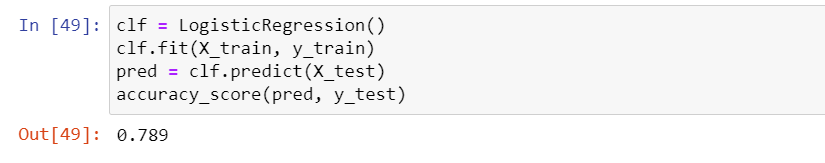 In [49]: clf = LogisticRegression()
clf.fit(X_train, y_train)
pred = clf.predict(X_test)
accuracy_score(pred, y_test)
Out[49]: 0.789